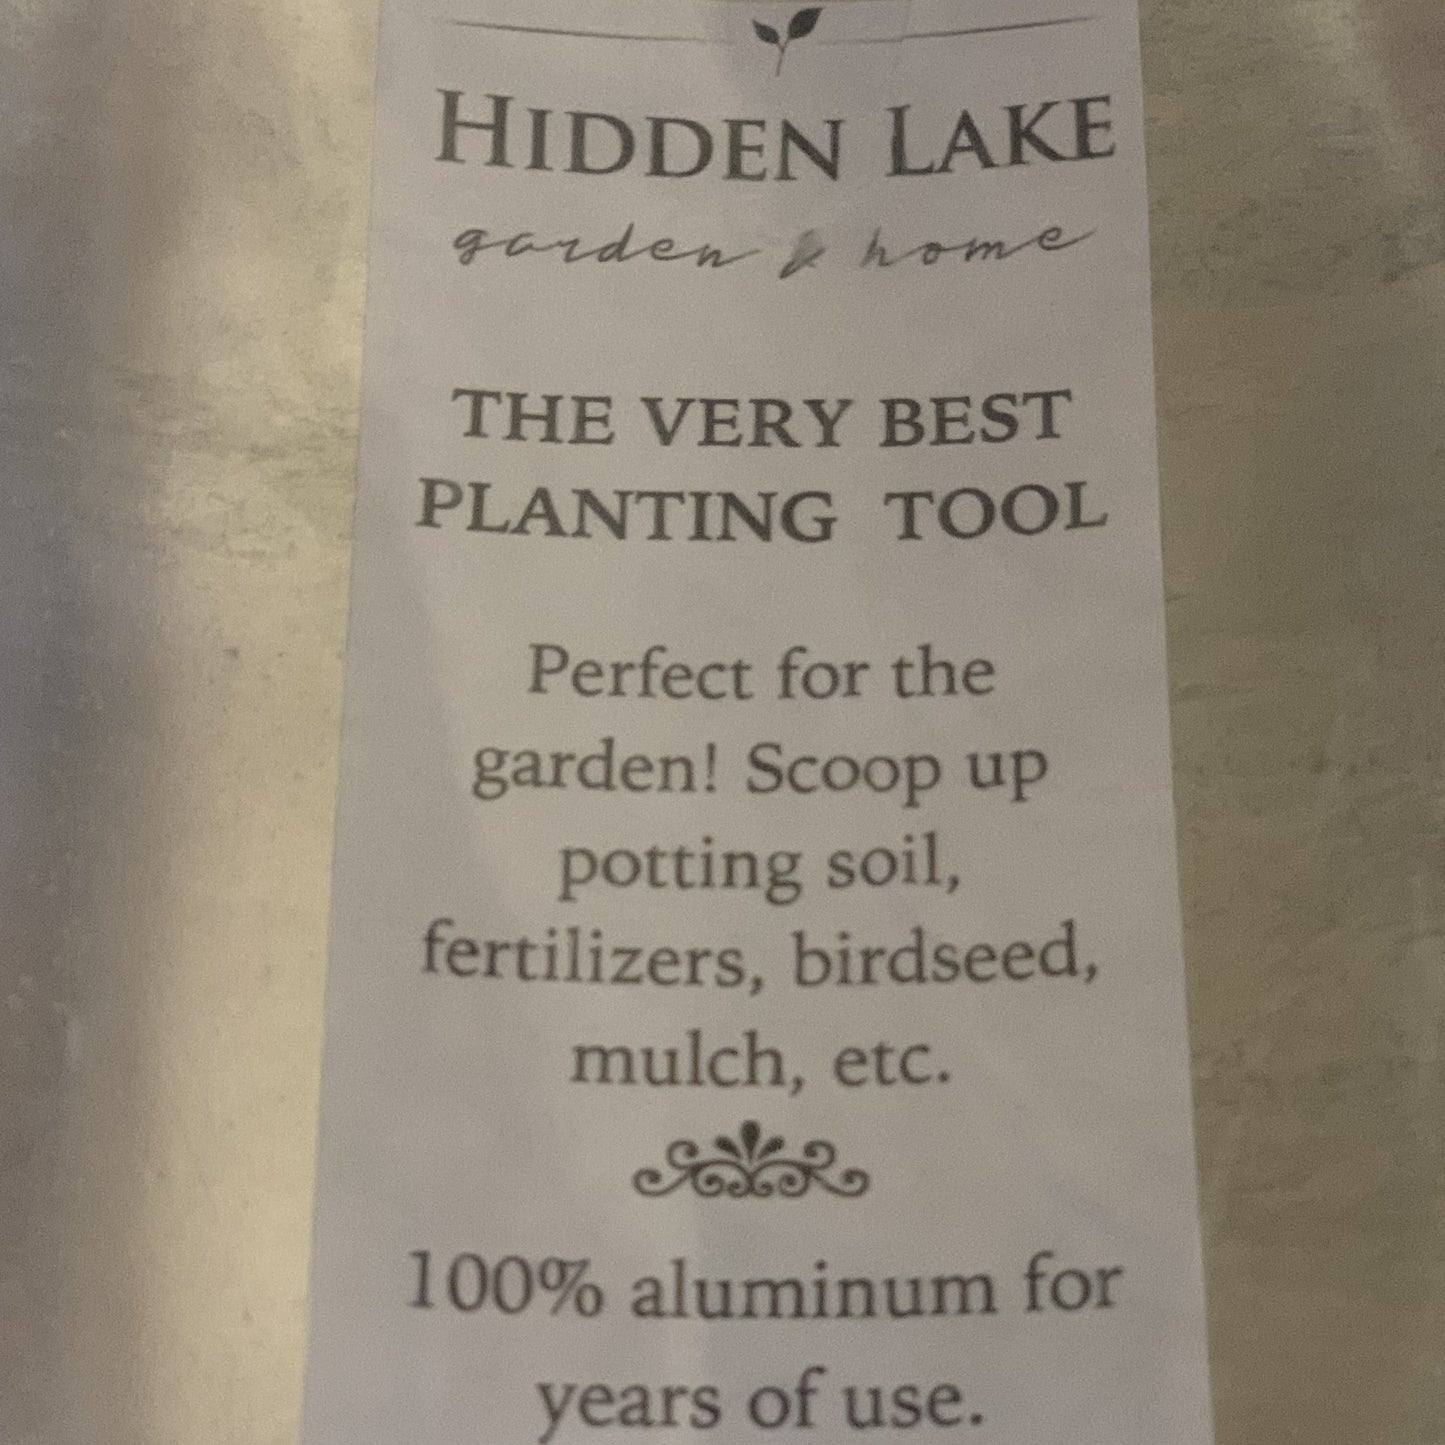 HIDDEN LAKE
garden & home
THE VERY BEST
PLANTING TOOL
Perfect for the
garden! Scoop up
potting soil,
fertilizers, birdseed,
mulch, etc.
100% aluminum for
years of use.